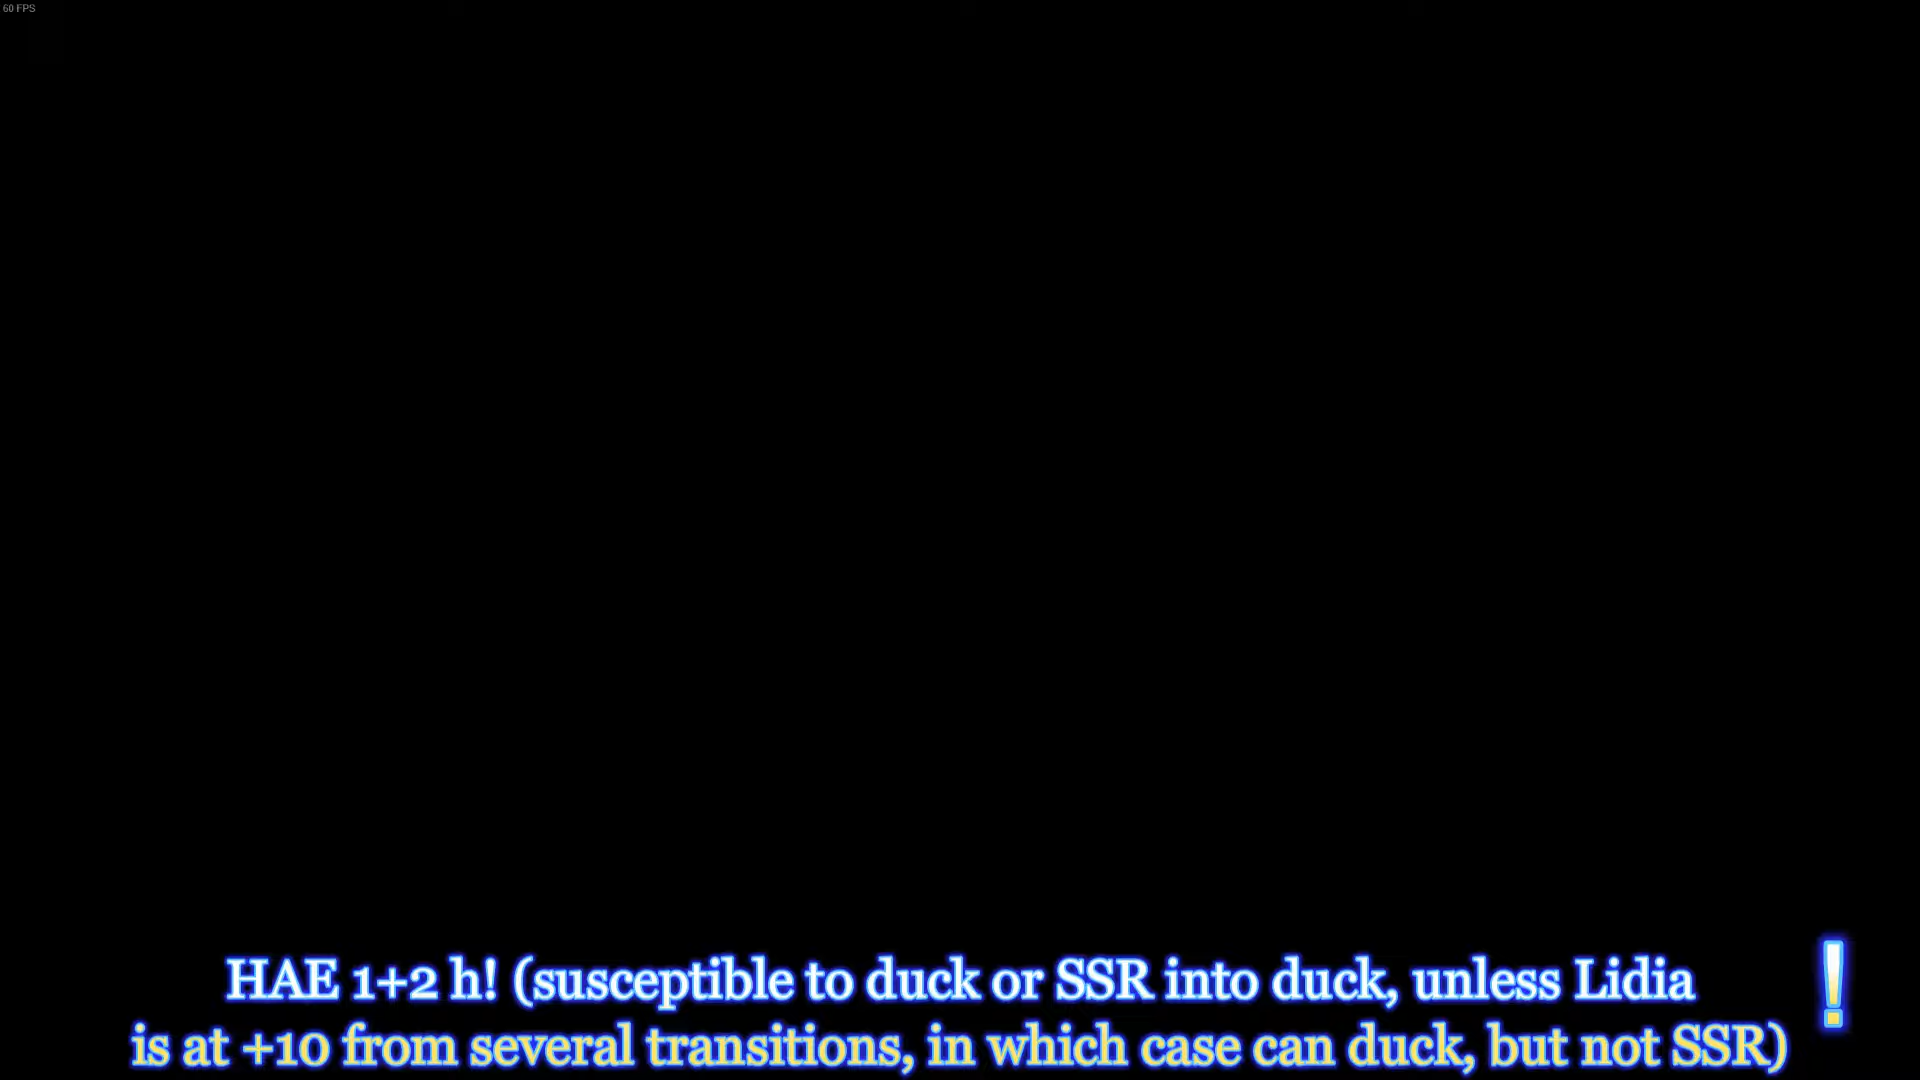 60 FPS
HAE 1+2 h! (susceptible to duck or SSR into duck, unless Lidia
is at +10 from several transitions, in which case can duck, but not SSR)
!